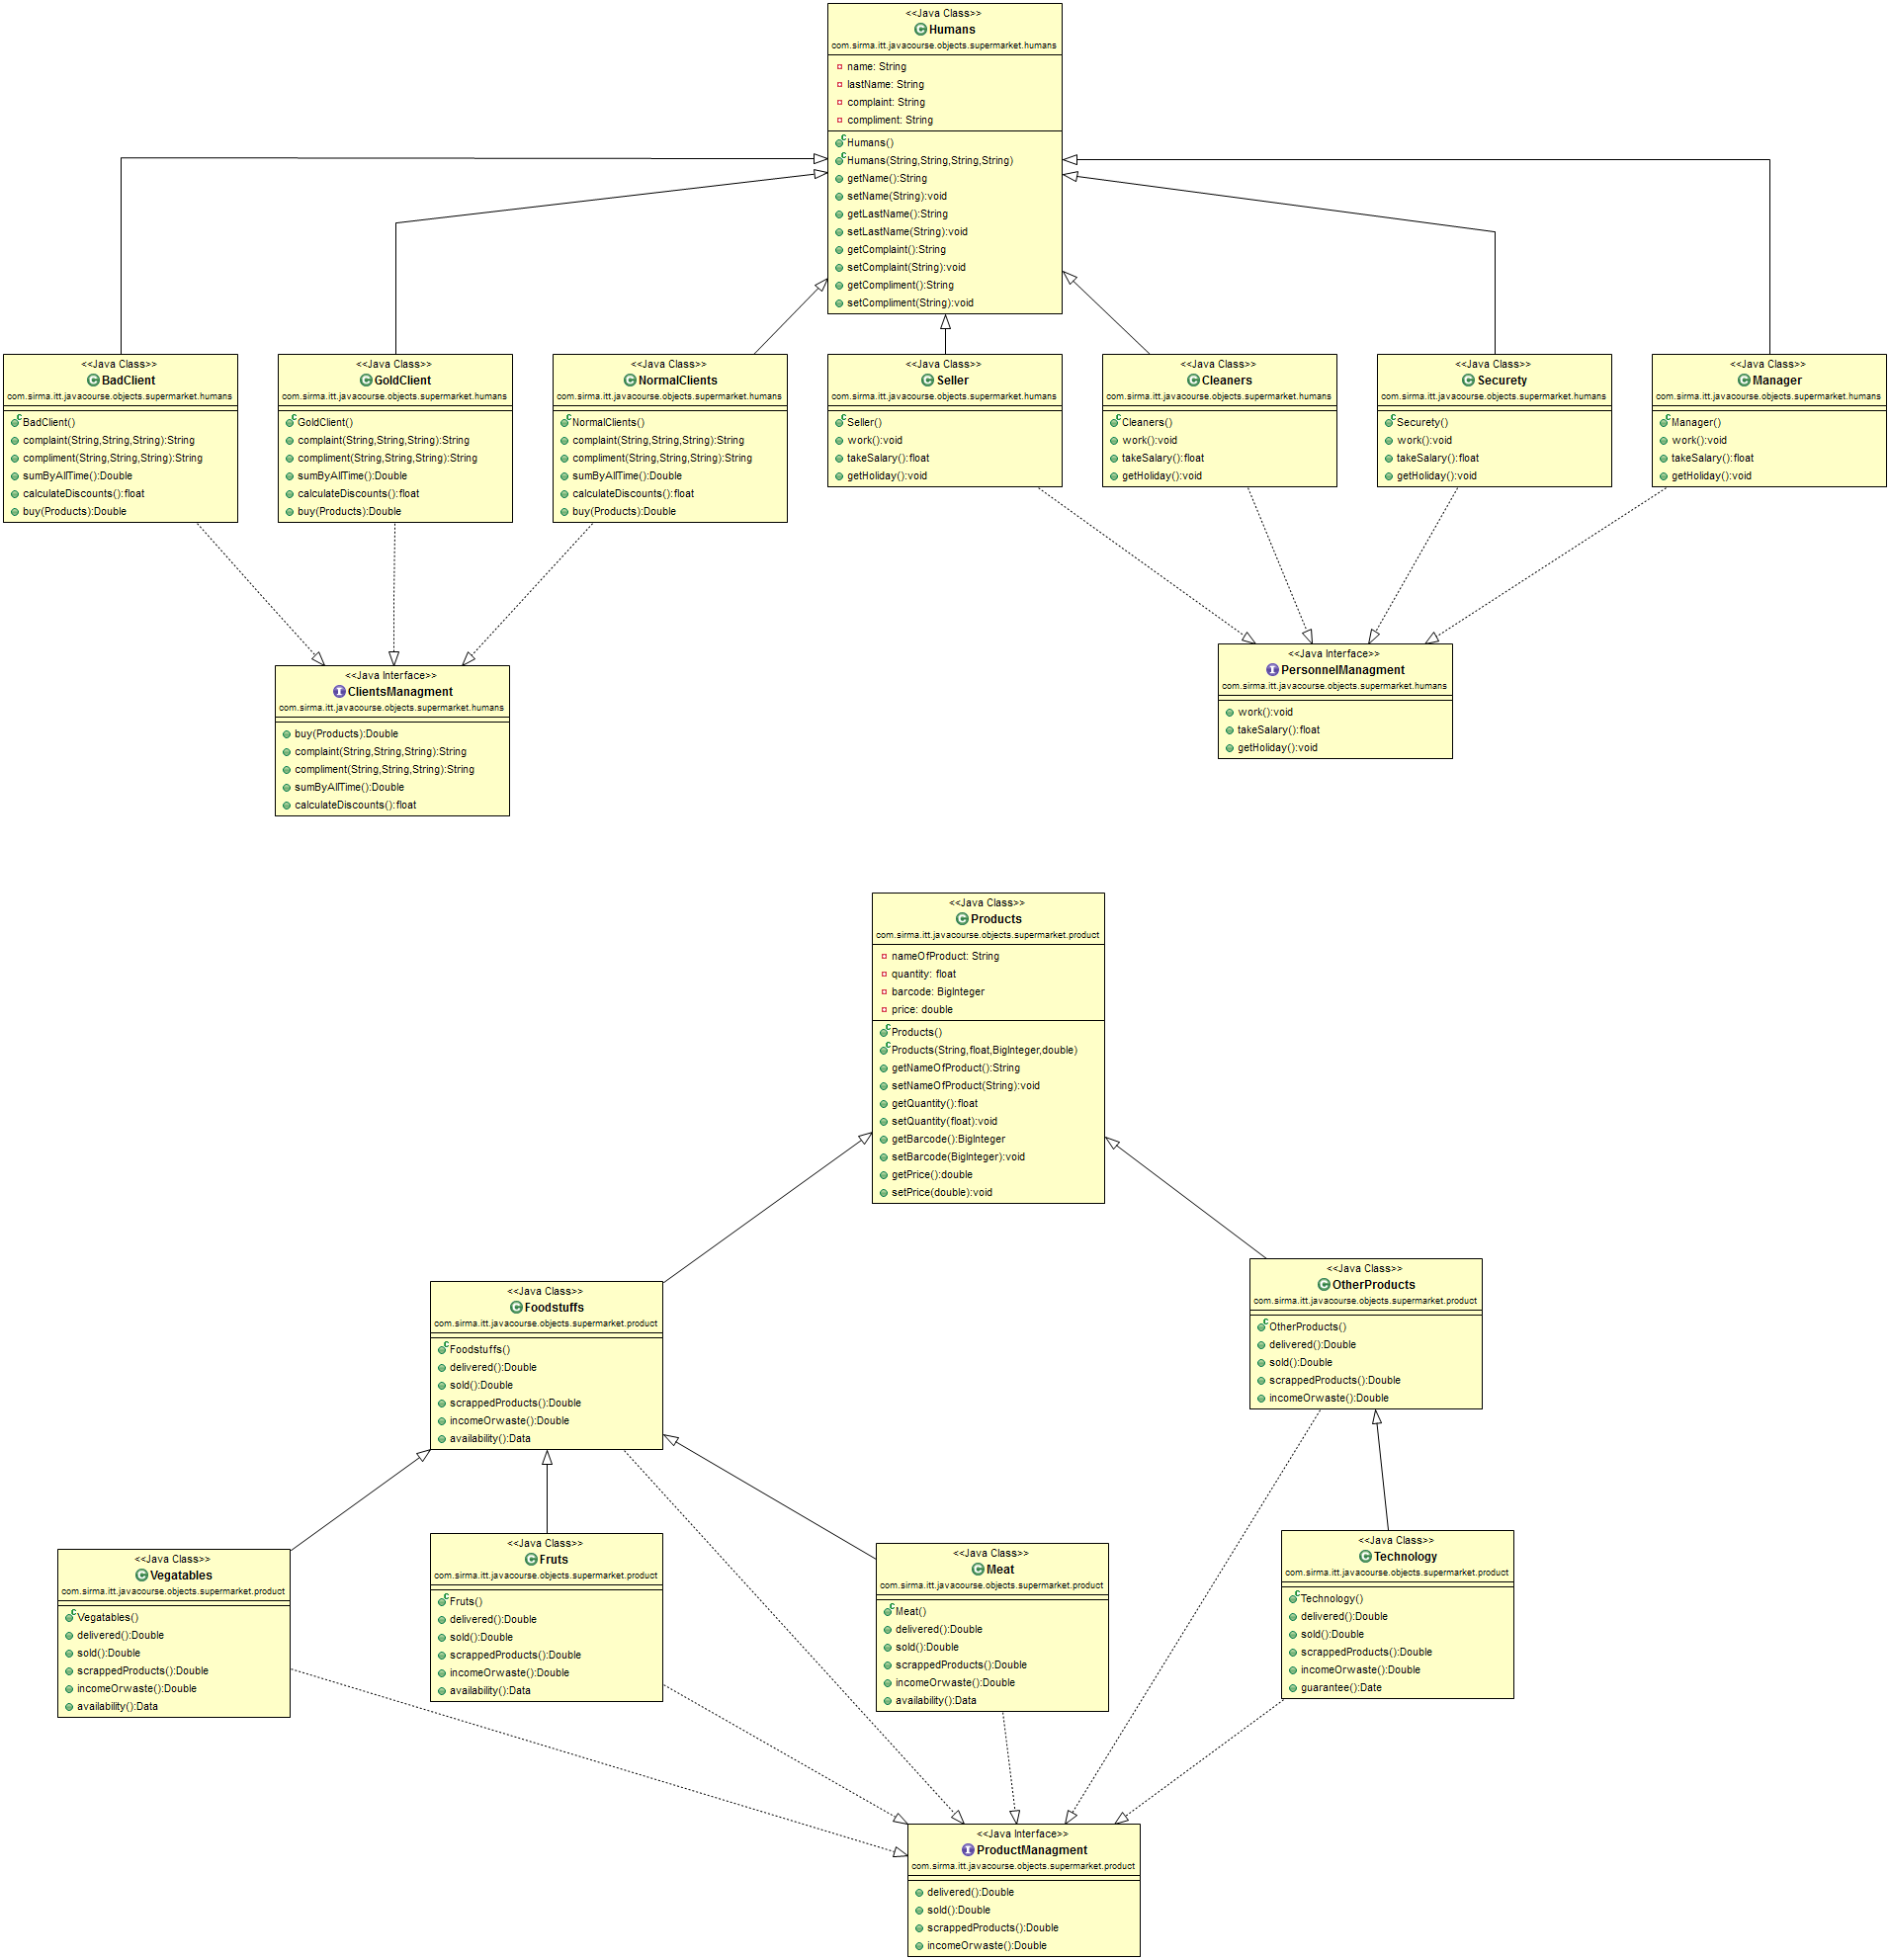 <<Java Class>>
Humans
com.sirma.itt.javacourse.objects.supermarket.humans
name: String
lastName: String
complaint: String
compliment: String
Humans()
Humans(String,String,String,String)
getName():String
setName(String):void
getLastName():String
setLastName(String):void
getComplaint():String
setComplaint(String):void
getCompliment():String
setCompliment(String):void
<<Java Class>>
BadClient
com.sirma.itt.javacourse.objects.supermarket.humans
BadClient()
complaint(String,String,String):String
compliment(String,String,String):String
sumByAllTime():Double
calculateDiscounts():float
buy(Products):Double
<<Java Class>>
GoldClient
com.sirma.itt.javacourse.objects.supermarket.humans
GoldClient()
complaint(String,String,String):String
compliment(String,String,String):String
sumByAllTime():Double
calculateDiscounts():float
buy(Products):Double
<<Java Class>>
NormalClients
com.sirma.itt.javacourse.objects.supermarket.humans
NormalClients()
complaint(String,String,String):String
compliment(String,String,String):String
sumByAllTime():Double
calculateDiscounts():float
buy(Products):Double
<<Java Class>>
Seller
com.sirma.itt.javacourse.objects.supermarket.humans
Seller()
work():void
takeSalary():float
getHoliday():void
<<Java Class>>
Cleaners
com.sirma.itt.javacourse.objects.supermarket.humans
Cleaners()
work():void
takeSalary():float
getHoliday():void
<<Java Class>>
Securety
com.sirma.itt.javacourse.objects.supermarket.humans
Securety()
work():void
takeSalary():float
getHoliday():void
<<Java Class>>
Manager
com.sirma.itt.javacourse.objects.supermarket.humans
Manager()
work():void
takeSalary():float
getHoliday():void
<<Java Interface>>
ClientsManagment
com.sirma.itt.javacourse.objects.supermarket.humans
buy(Products):Double
complaint(String,String,String):String
compliment(String,String,String):String
sumByAllTime():Double
calculateDiscounts():float
<<Java Interface>>
PersonnelManagment
com.sirma.itt.javacourse.objects.supermarket.humans
work():void
takeSalary():float
getHoliday():void
<<Java Class>>
Products
com.sirma.itt.javacourse.objects.supermarket.product
nameOfProduct: String
quantity: float
barcode: BigInteger
price: double
Products()
Products(String,float,BigInteger,double)
getNameOfProduct():String
setNameOfProduct(String):void
getQuantity():float
setQuantity(float):void
getBarcode():BigInteger
setBarcode(BigInteger):void
getPrice():double
setPrice(double):void
<<Java Class>>
Foodstuffs
com.sirma.itt.javacourse.objects.supermarket.product
Foodstuffs()
delivered():Double
sold():Double
scrappedProducts():Double
incomeOrwaste():Double
availability():Data
<<Java Class>>
OtherProducts
com.sirma.itt.javacourse.objects.supermarket.product
OtherProducts()
delivered():Double
sold():Double
scrappedProducts():Double
incomeOrwaste():Double
<<Java Class>>
Vegatables
com.sirma.itt.javacourse.objects.supermarket.product
Vegatables()
delivered():Double
sold():Double
scrappedProducts():Double
incomeOrwaste():Double
availability():Data
<<Java Class>>
Fruts
com.sirma.itt.javacourse.objects.supermarket.product
Fruts()
delivered():Double
sold():Double
scrappedProducts():Double
incomeOrwaste():Double
availability():Data
<<Java Class>>
Meat
com.sirma.itt.javacourse.objects.supermarket.product
Meat()
delivered():Double
sold():Double
scrappedProducts():Double
incomeOrwaste():Double
availability():Data
<<Java Class>>
Technology
com.sirma.itt.javacourse.objects.supermarket.product
Technology()
delivered():Double
sold():Double
scrappedProducts():Double
incomeOrwaste():Double
guarantee():Date
<<Java Interface>>
ProductManagment
com.sirma.itt.javacourse.objects.supermarket.product
delivered():Double
sold():Double
scrappedProducts():Double
incomeOrwaste():Double